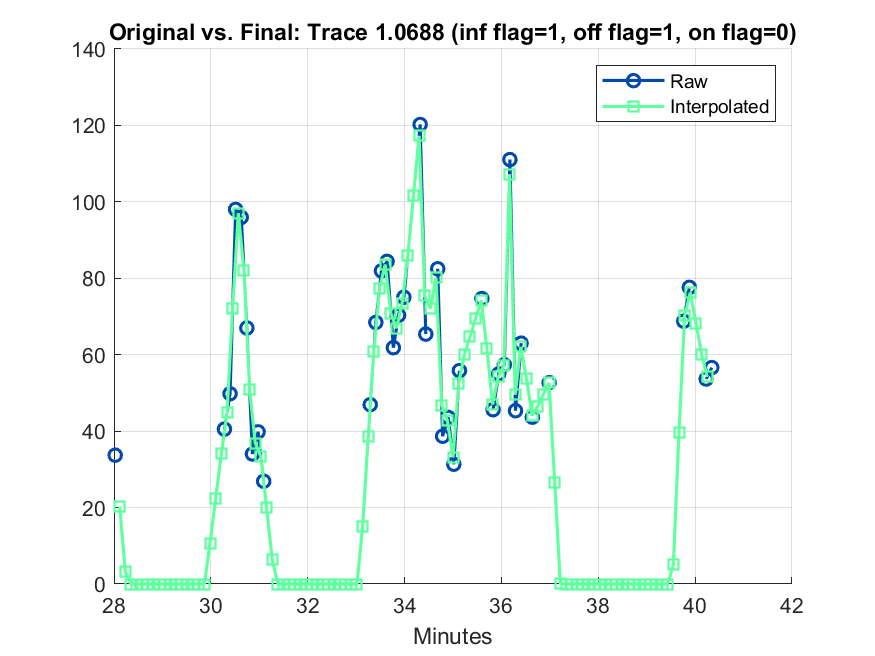 Original vs. Final: Trace 1.0688 (inf flag=1, off flag=1, on flag=0)
140
120
100
80
60
40
20
0
Raw
Interpolated
28 30 32 34 36 38 40 42
Minutes